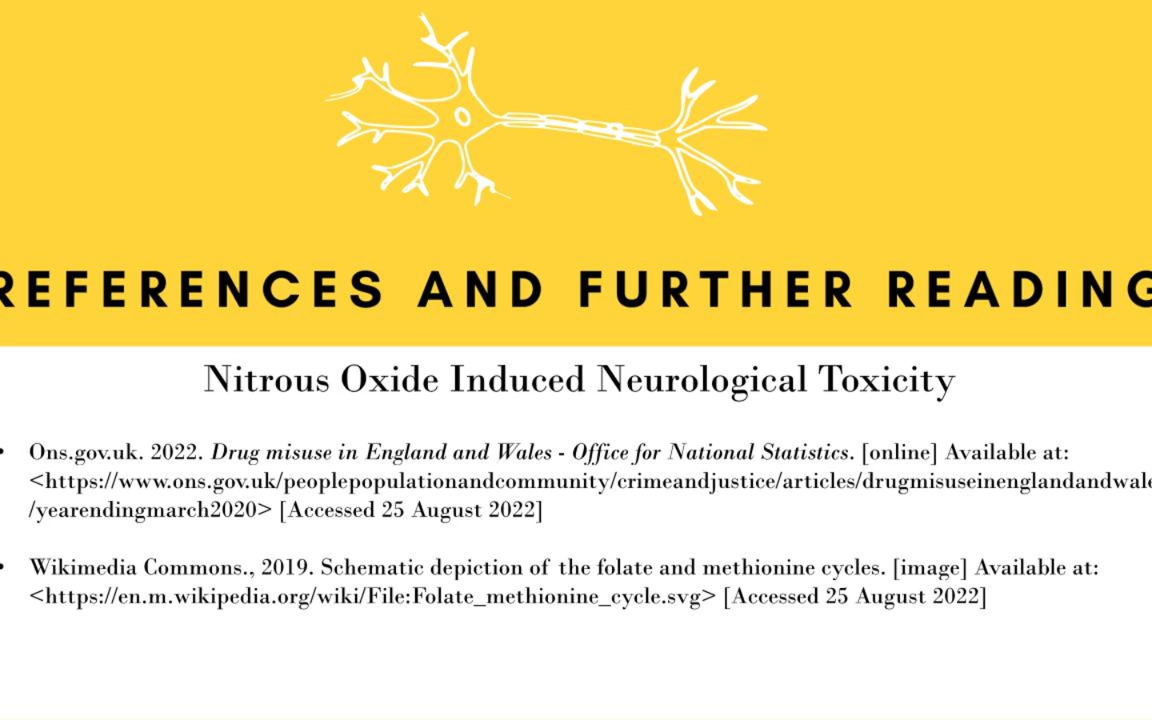 REFERENCES AND FURTHER READING
Nitrous Oxide Induced Neurological Toxicity
• Ons.gov.uk. 2022. Drug misuse in England and Wales - Office for National Statistics. [online] Available at:
<https://www.ons.gov.uk/peoplepopulationandcommunity/crimeandjustice/articles/drugmisuseinenglandandwale
/yearendingmarch2020> [Accessed 25 August 2022]
• Wikimedia Commons., 2019. Schematic depiction of the folate and methionine cycles. [image] Available at:
<https://en.m.wikipedia.org/wiki/File:Folate_methionine_cycle.svg> [Accessed 25 August 2022]